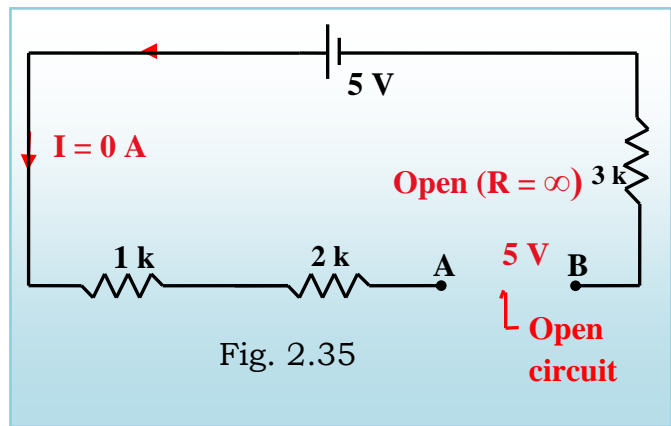 5 V
I = 0 A
Open (R = ∞) 3 k
1 k 2 k A 5 V B
Open
circuit
Fig. 2.35